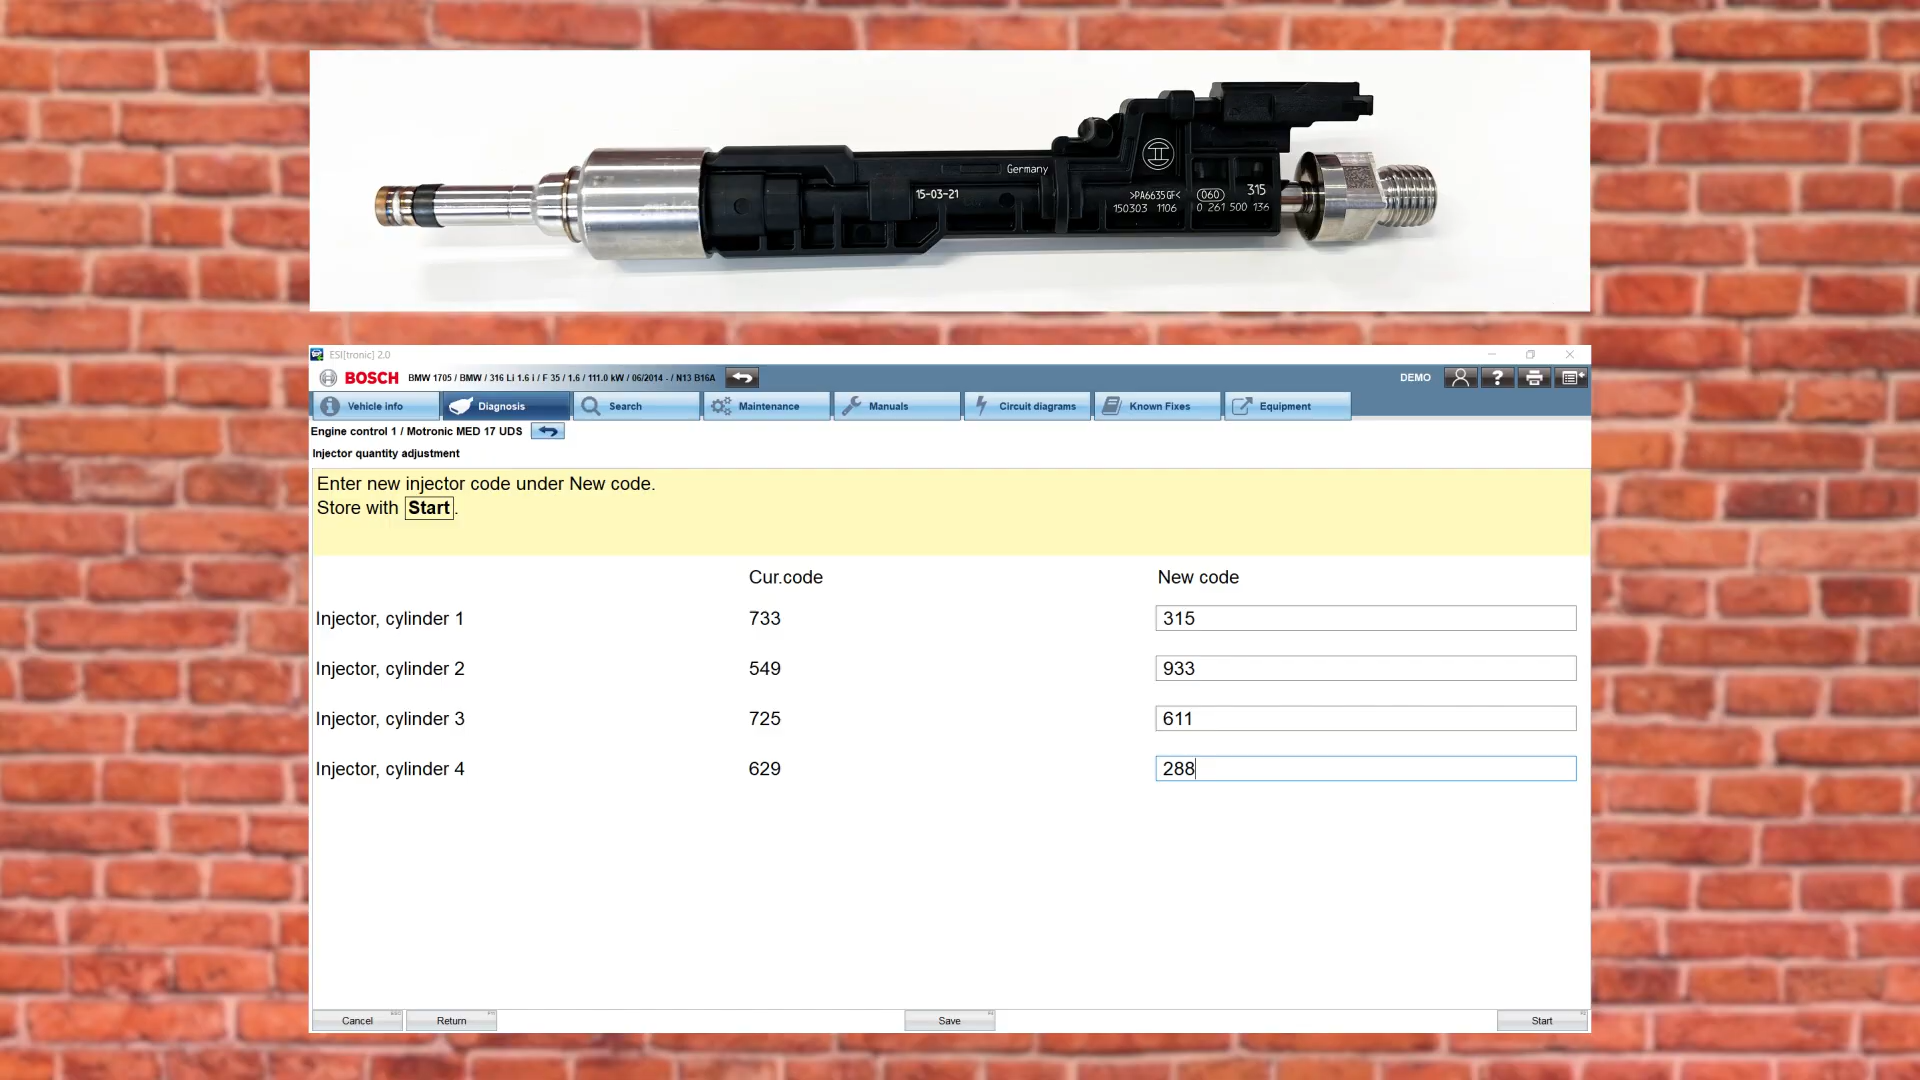 Germany
15-03-21
>PA6635GF< 060 315
150303 1106 0 261 500 136
ESI[tronic] 2.0
BOSCH BMW 1705 / BMW / 316 Li 1.6 i / F 35 / 1,6 / 111.0 kW / 06/2014 - / N13 B16A DEMO ?
Vehicle info Diagnosis Search Maintenance Manuals Circuit diagrams Known Fixes Equipment
Engine control 1 / Motronic MED 17 UDS
Injector quantity adjustment
Enter new injector code under New code.
Store with Start.
Cur.code New code
Injector, cylinder 1 733 315
Injector, cylinder 2 549 933
Injector, cylinder 3 725 611
Injector, cylinder 4 629 288
Cancel Return Save Start